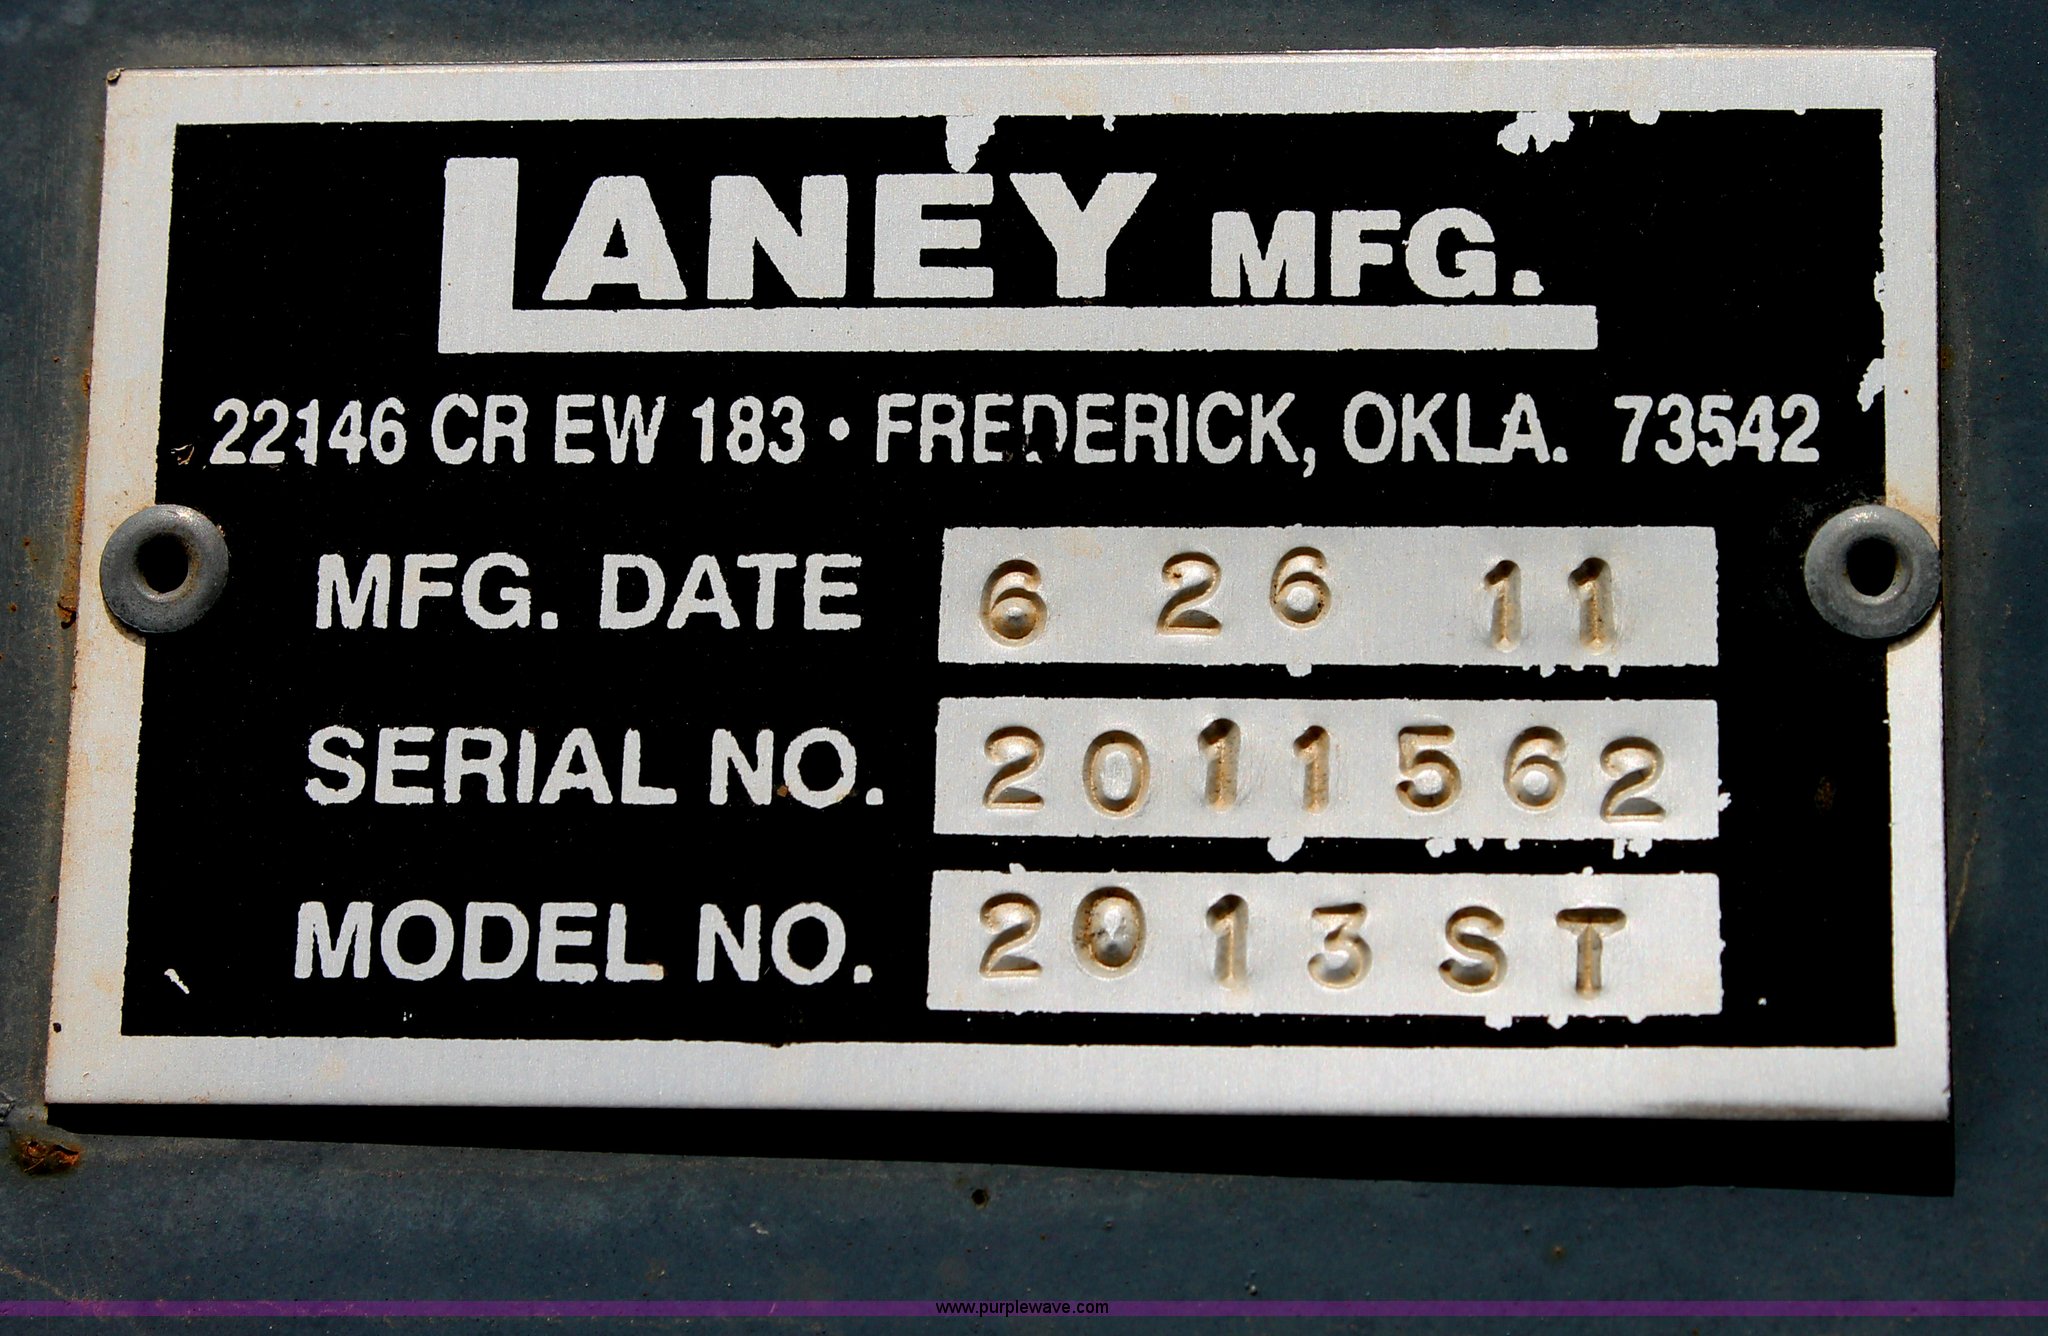 LANEY MFG.
22146 CR EW 183 • FREDERICK, OKLA. 73542
MFG. DATE 6 26 11
SERIAL NO. 2011562
MODEL NO. 2013ST
www.purplewave.com